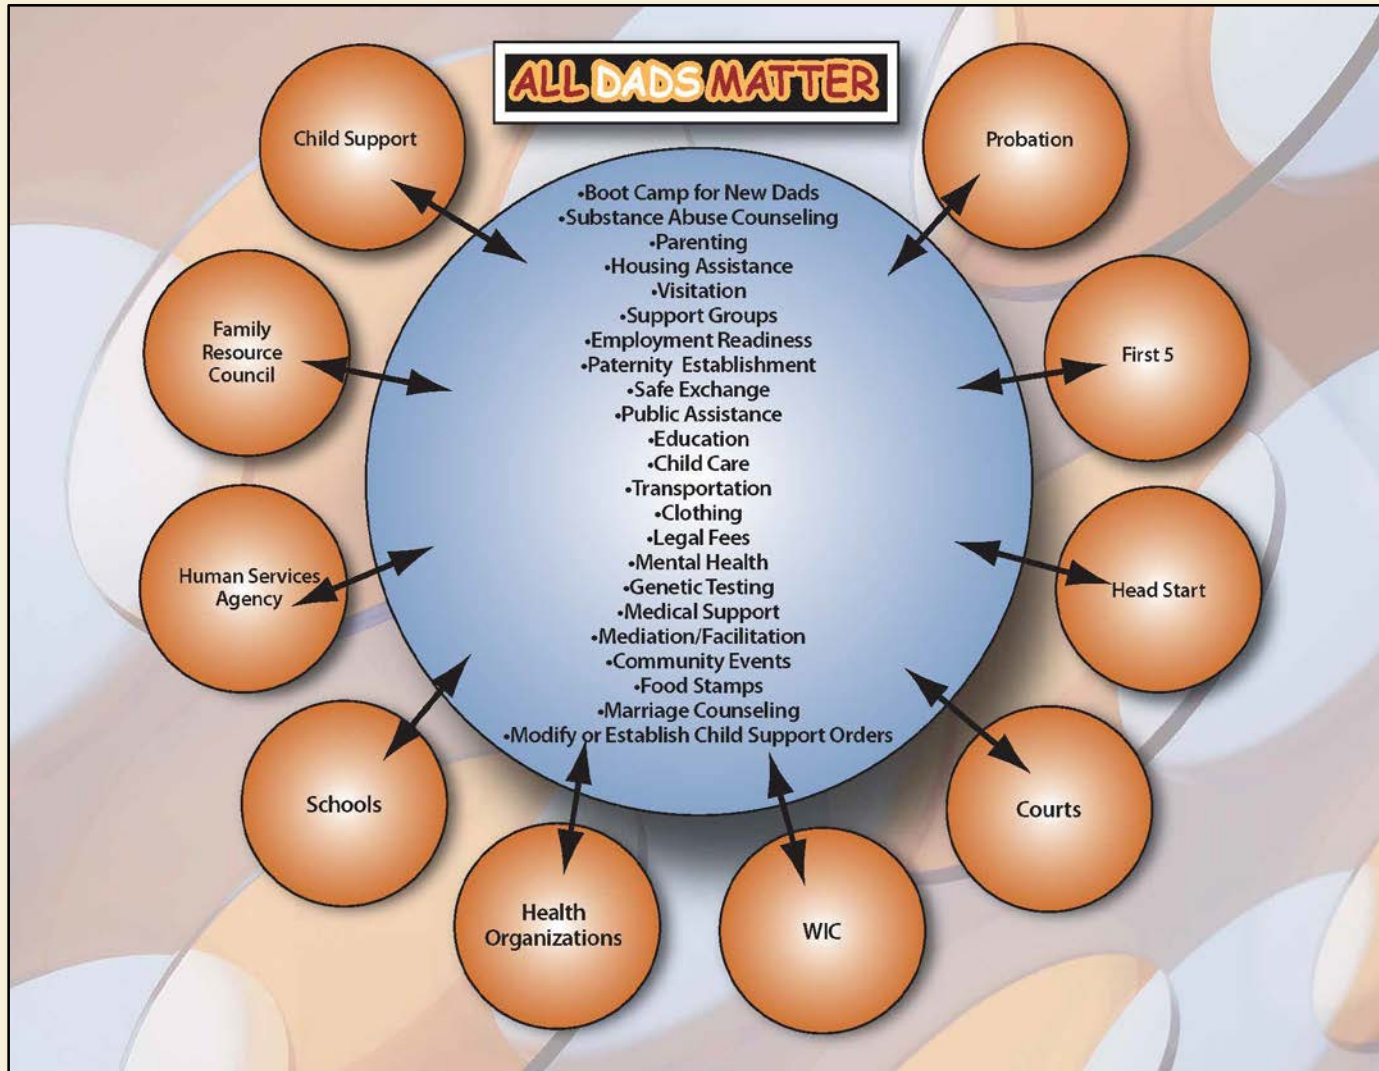 ALL DADS MATTER
Child Support
Probation
•Boot Camp for New Dads
•Substance Abuse Counseling
•Parenting
•Housing Assistance
•Visitation
•Support Groups
•Employment Readiness
•Paternity Establishment
•Safe Exchange
•Public Assistance
•Education
•Child Care
•Transportation
•Clothing
•Legal Fees
•Mental Health
•Genetic Testing
•Medical Support
•Mediation/Facilitation
•Community Events
•Food Stamps
•Marriage Counseling
•Modify or Establish Child Support Orders
Family
Resource
Council
First 5
Human Services
Agency
Head Start
Schools
Courts
Health
Organizations
WIC